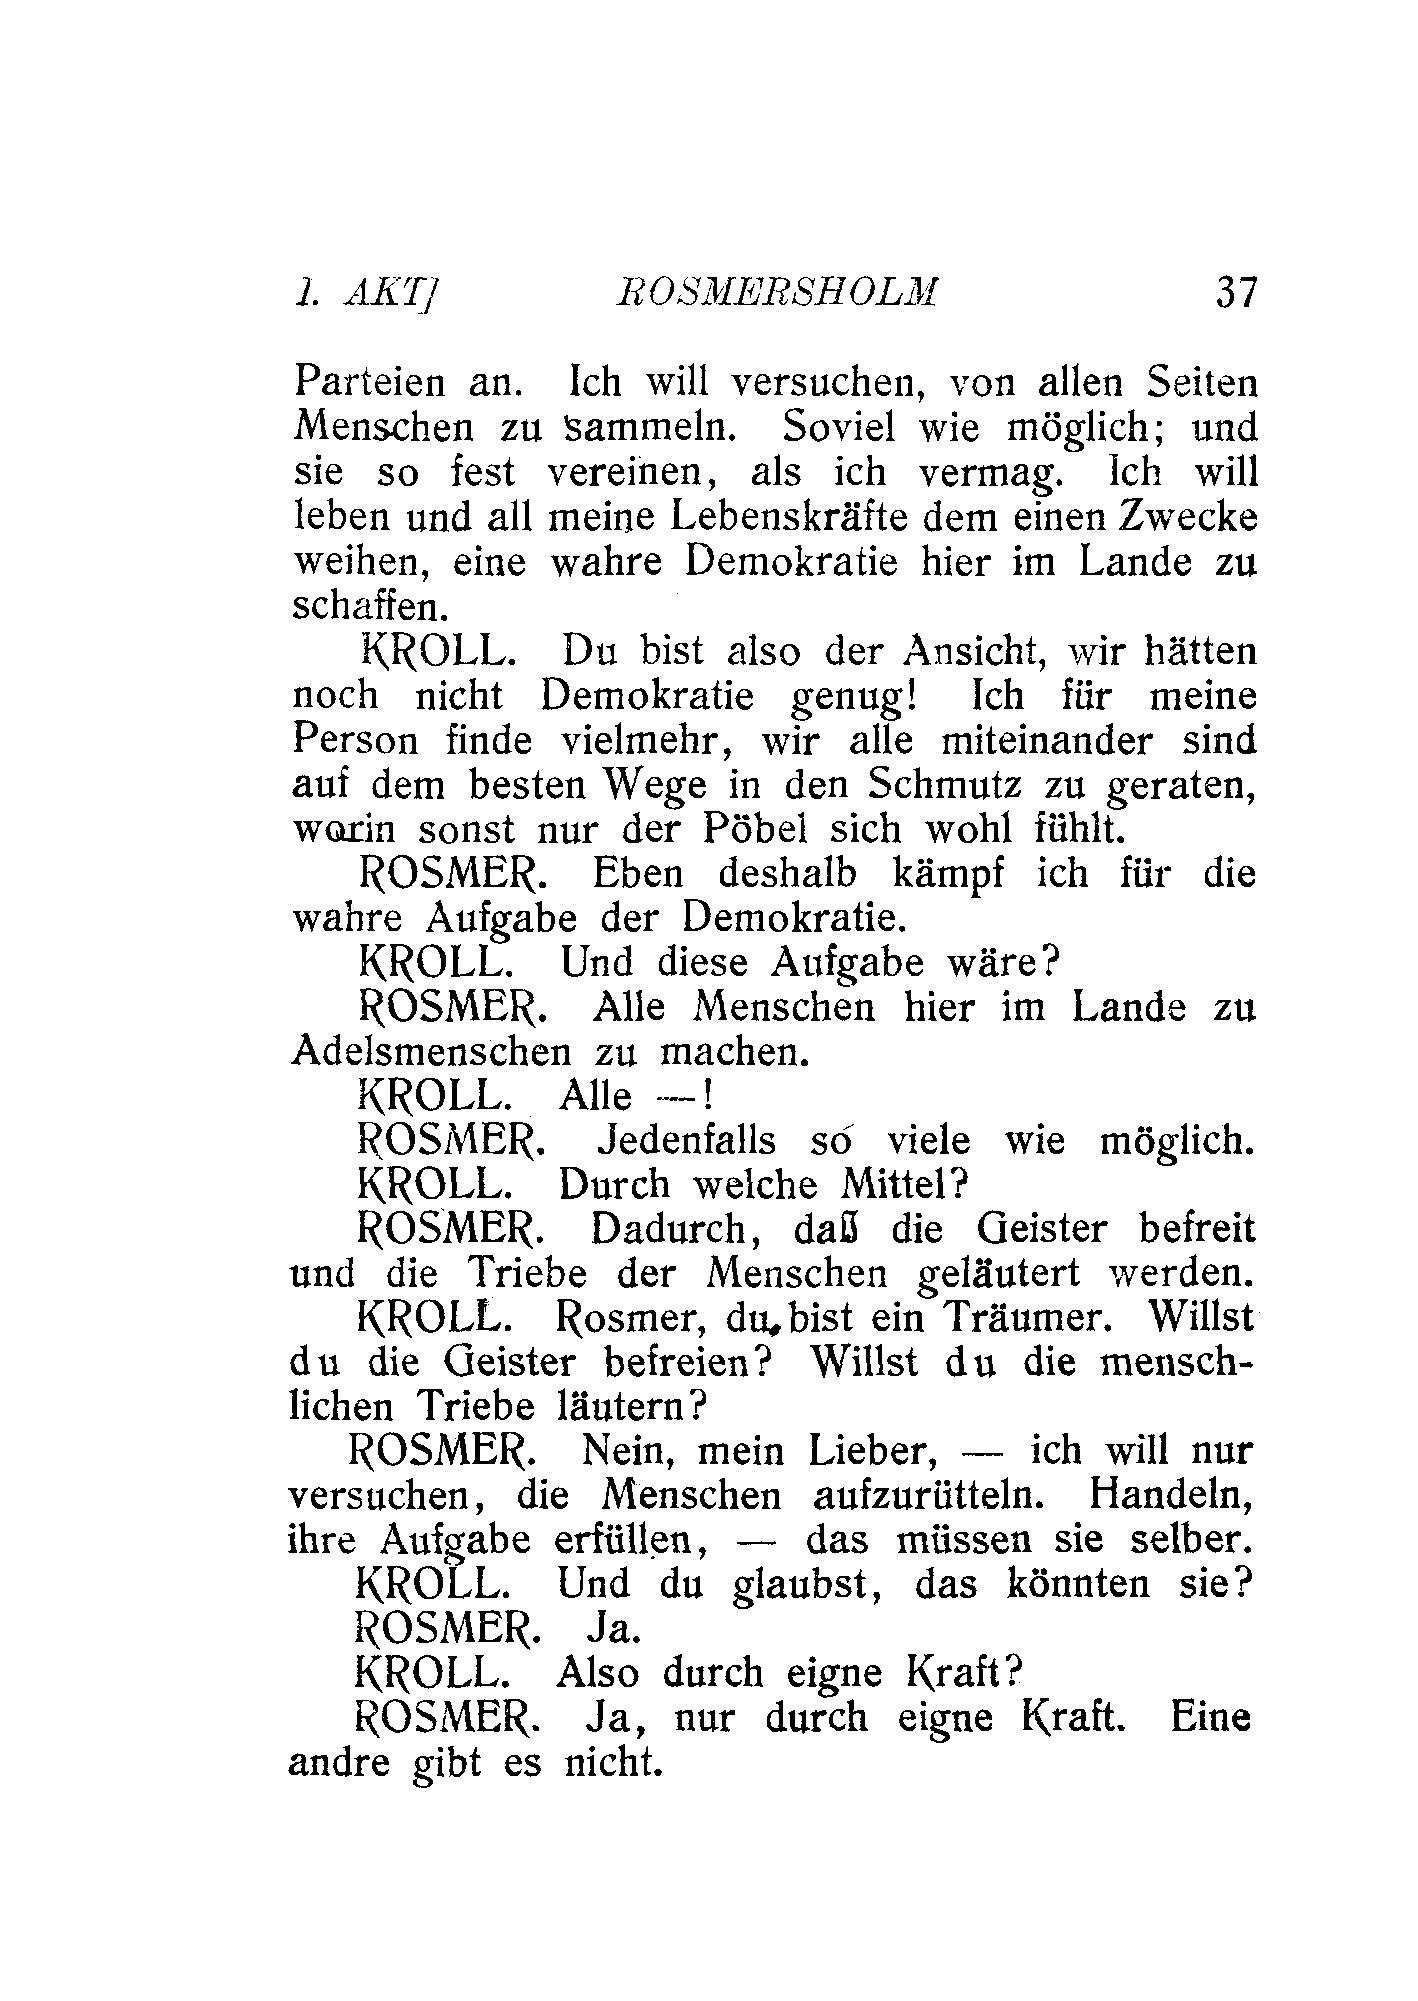 1. AKT] ROSMERSHOLM 37
Parteien an. Ich will versuchen, von allen Seiten
Menschen zu sammeln. Soviel wie möglich; und
sie so fest vereinen, als ich vermag. Ich will
leben und all meine Lebenskräfte dem einen Zwecke
weihen, eine wahre Demokratie hier im Lande zu
schaffen.
KROLL. Du bist also der Ansicht, wir hätten
noch nicht Demokratie genug! Ich für meine
Person finde vielmehr, wir alle miteinander sind
auf dem besten Wege in den Schmutz zu geraten,
worin sonst nur der Pöbel sich wohl fühlt.
ROSMER. Eben deshalb kämpf ich für die
wahre Aufgabe der Demokratie.
KROLL. Und diese Aufgabe wäre?
ROSMER. Alle Menschen hier im Lande zu
Adelsmenschen zu machen.
KROLL. Alle —!
ROSMER. Jedenfalls so viele wie möglich.
KROLL. Durch welche Mittel?
ROSMER. Dadurch, daß die Geister befreit
und die Triebe der Menschen geläutert werden.
KROLL. Rosmer, du bist ein Träumer. Willst
du die Geister befreien? Willst du die mensch-
lichen Triebe läutern?
ROSMER. Nein, mein Lieber, — ich will nur
versuchen, die Menschen aufzurütteln. Handeln,
ihre Aufgabe erfüllen, — das müssen sie selber.
KROLL. Und du glaubst, das könnten sie?
ROSMER. Ja.
KROLL. Also durch eigne Kraft?
ROSMER. Ja, nur durch eigne Kraft. Eine
andre gibt es nicht.